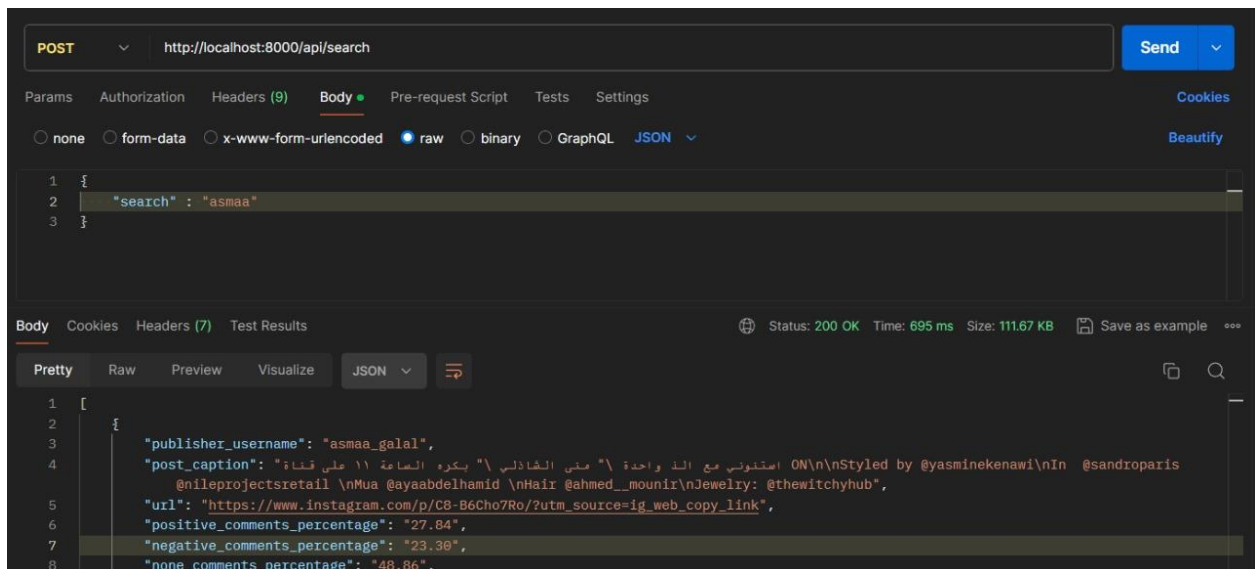 POST http://localhost:8000/api/search Send
Params Authorization Headers (9) Body Pre-request Script Tests Settings Cookies
none form-data x-www-form-urlencoded raw binary GraphQL JSON Beautify
1 {
2 "search" : "asmaa"
3 }
Body Cookies Headers (7) Test Results Status: 200 OK Time: 695 ms Size: 111.67 KB Save as example
Pretty Raw Preview Visualize JSON
1 [
2 {
3 "publisher_username": "asmaa_galal",
4 "post_caption": "استنوني مع الذ واحدة \" منى الشاذلي \" بكره الساعة ١١ على قناة ON\n\nStyled by @yasminekenawi\nIn @sandroparis
@nileprojectsretail \nMua @ayaabdelhamid \nHair @ahmed__mounir\nJewelry: @thewitchyhub",
5 "url": "https://www.instagram.com/p/C8-B6Cho7Ro/?utm_source=ig_web_copy_link",
6 "positive_comments_percentage": "27.84",
7 "negative_comments_percentage": "23.30",
8 "none_comments_percentage": "48.86",